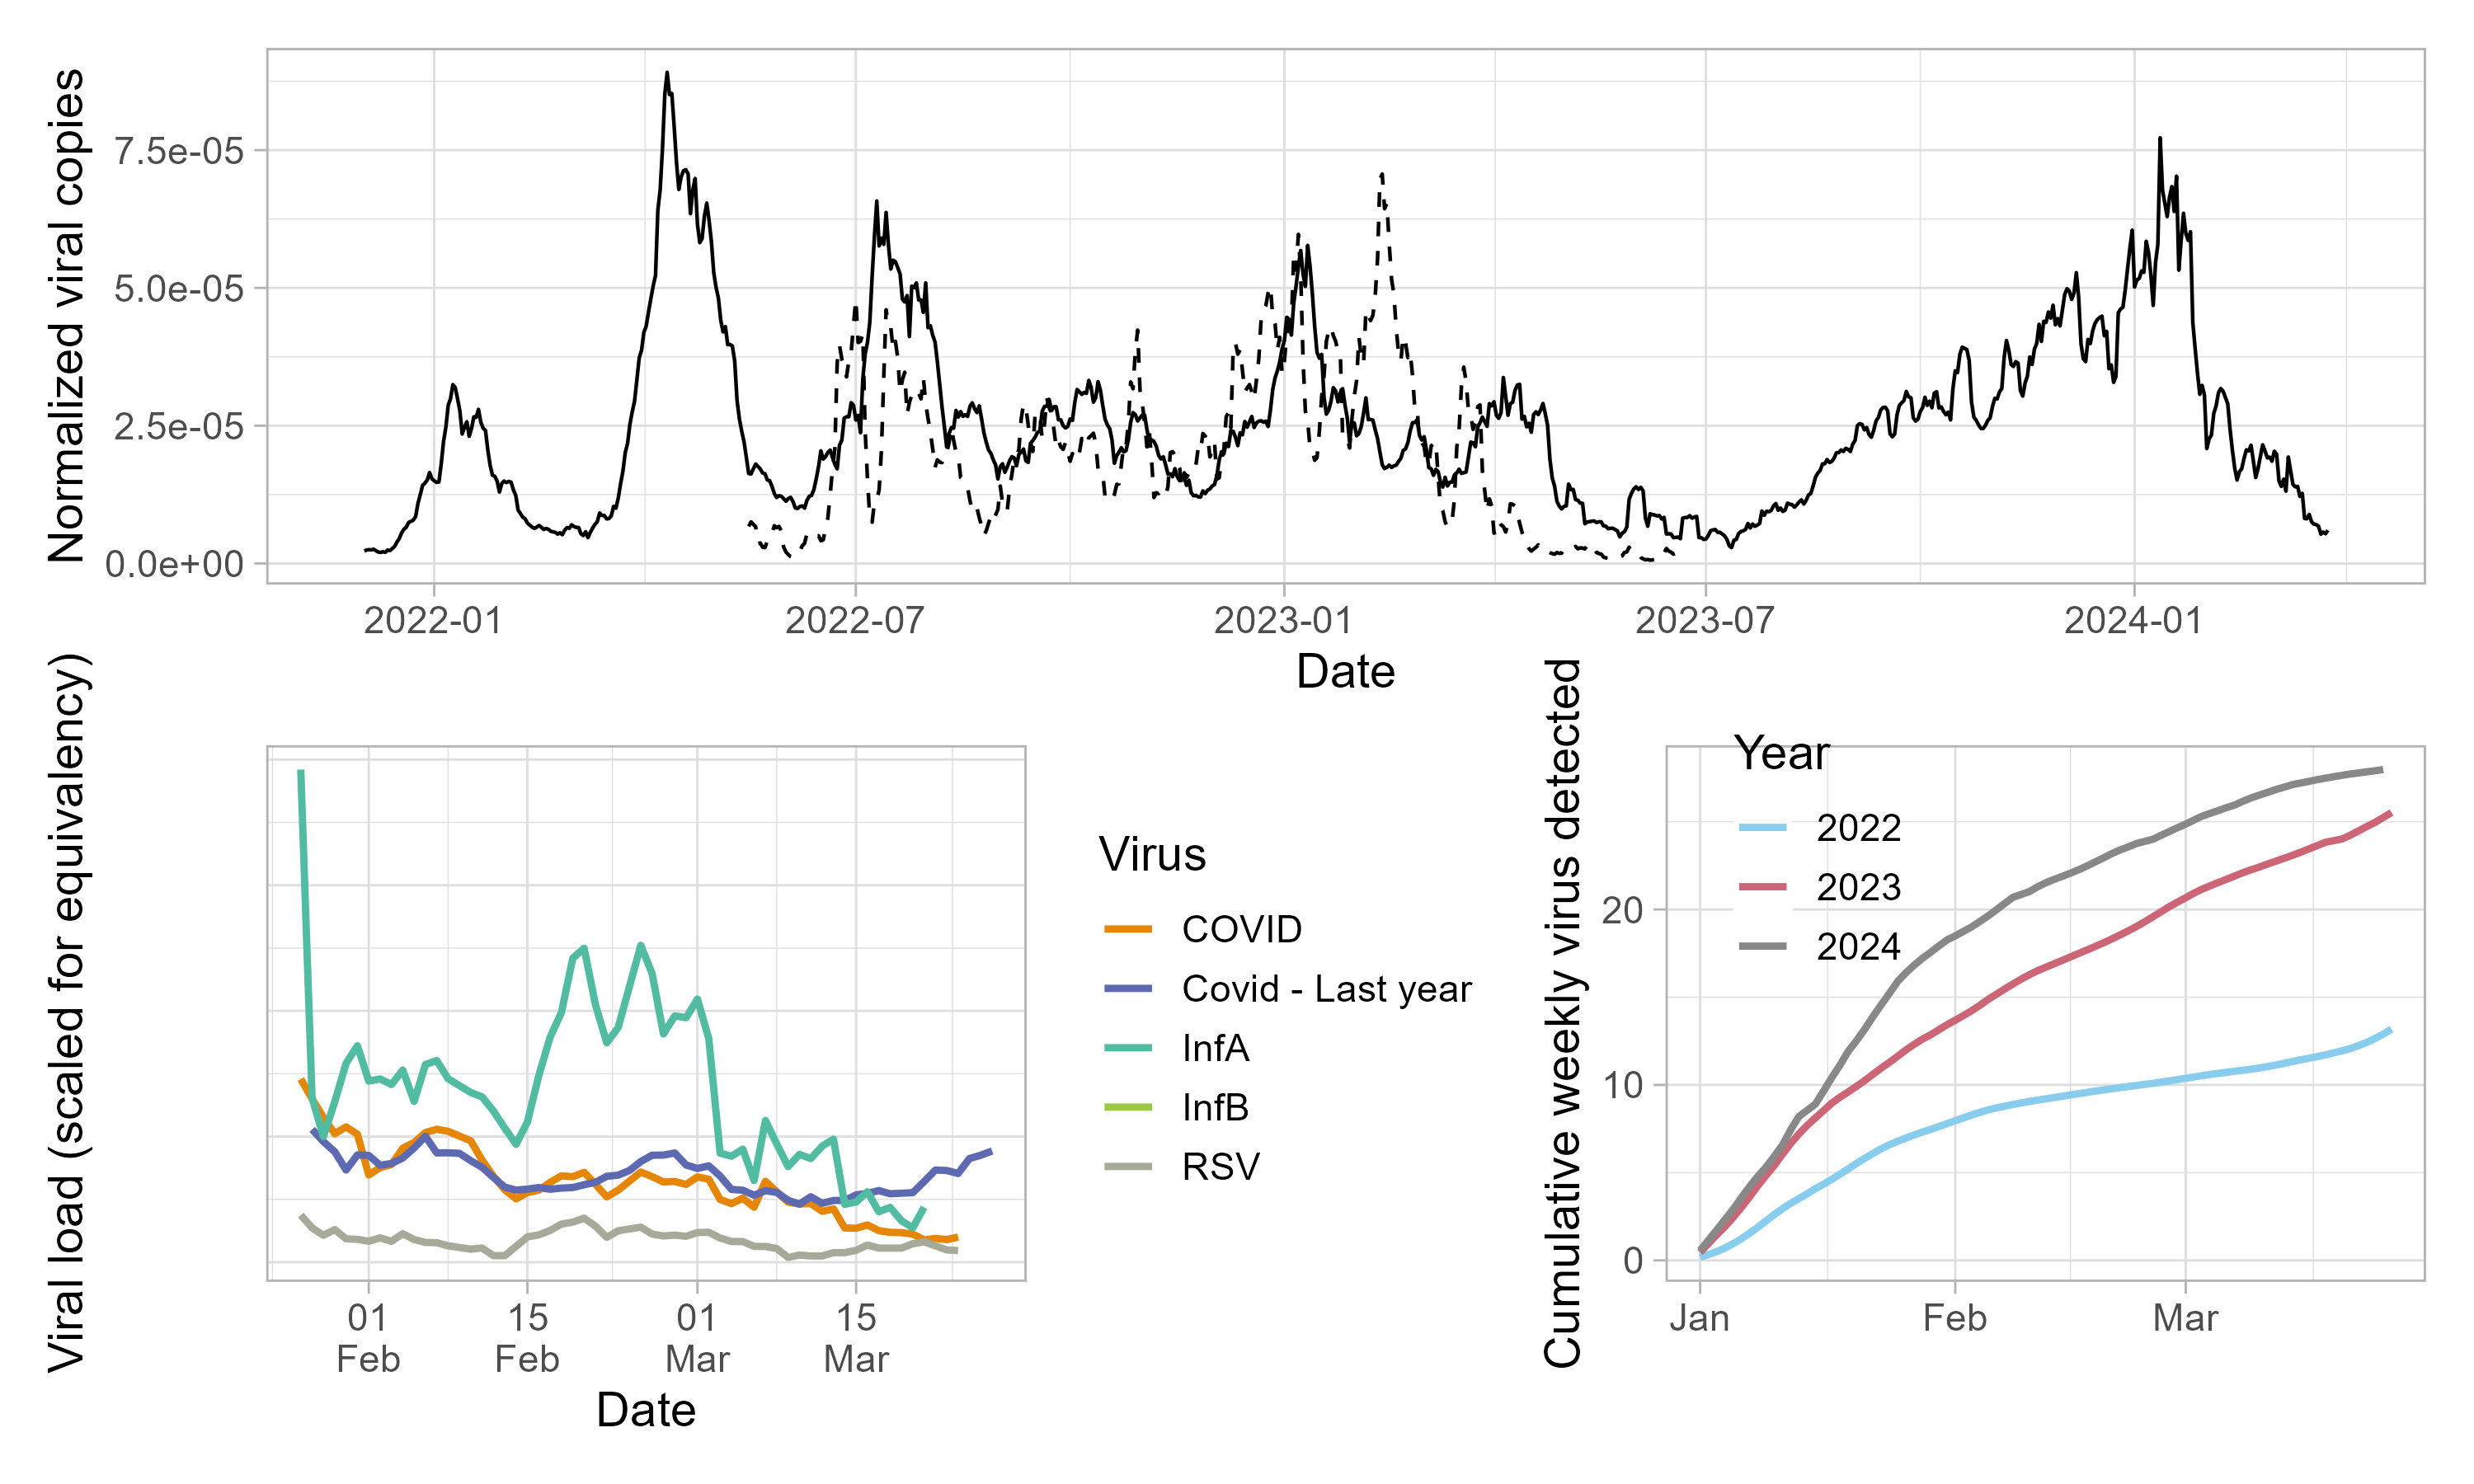 Normalized viral copies
7.5e-05
5.0e-05
2.5e-05
0.0e+00
2022-01
2022-07
2023-01
2023-07
2024-01
Date
Viral load (scaled for equivalency)
01
Feb
15
Feb
01
Mar
15
Mar
Date
Virus
COVID
Covid - Last year
InfA
InfB
RSV
Cumulative weekly virus detected
Year
2022
2023
2024
20
10
0
Jan
Feb
Mar